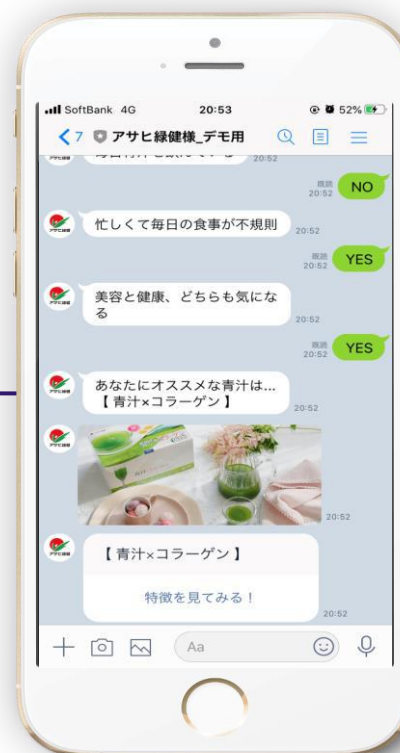 SoftBank 4G 20:53 52%
7 アサヒ緑健様_デモ用
20:52
既読
20:52 NO
忙しくて毎日の食事が不規則
20:52
既読
20:52 YES
美容と健康、どちらも気にな
る
20:52
既読
20:52 YES
あなたにオススメな青汁は...
【 青汁×コラーゲン 】
20:52
20:52
【 青汁×コラーゲン 】
特徴を見てみる！
20:52
Aa